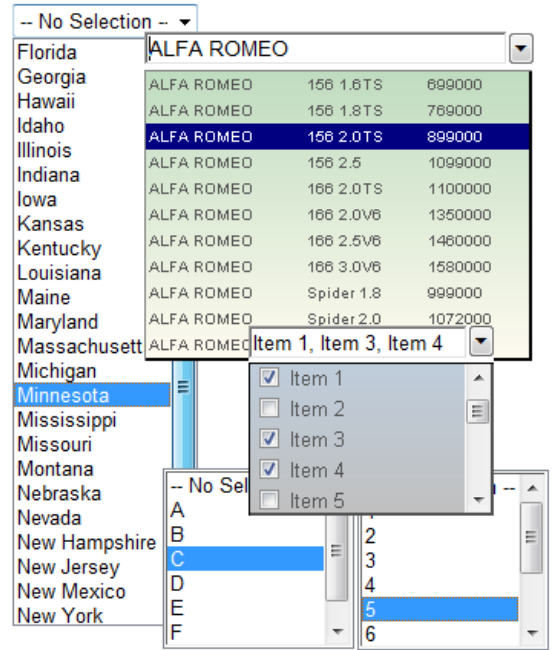 -- No Selection --
Florida
Georgia
Hawaii
Idaho
Illinois
Indiana
Iowa
Kansas
Kentucky
Louisiana
Maine
Maryland
Massachusett
Michigan
Minnesota
Mississippi
Missouri
Montana
Nebraska
Nevada
New Hampshire
New Jersey
New Mexico
New York
ALFA ROMEO
ALFA ROMEO 156 1.6TS 699000
ALFA ROMEO 156 1.8TS 769000
ALFA ROMEO 156 2.0TS 899000
ALFA ROMEO 156 2.5 1099000
ALFA ROMEO 166 2.0TS 1100000
ALFA ROMEO 166 2.0V6 1350000
ALFA ROMEO 166 2.5V6 1460000
ALFA ROMEO 166 3.0V6 1580000
ALFA ROMEO Spider 1.8 999000
ALFA ROMEO Spider 2.0 1072000
ALFA ROMEO
Item 1, Item 3, Item 4
Item 1
Item 2
Item 3
Item 4
Item 5
-- No Sel
A
B
C
D
E
F
--
2
3
4
5
6